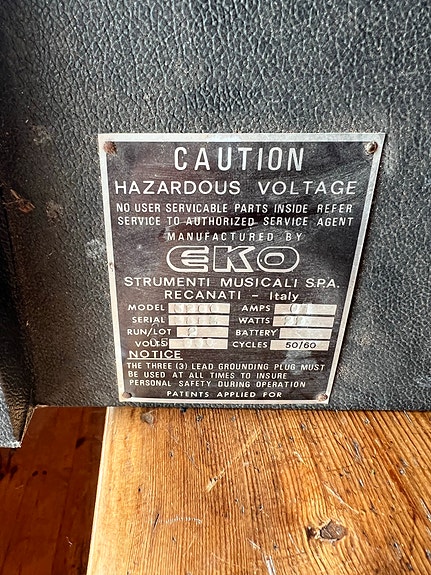 CAUTION
HAZARDOUS VOLTAGE
NO USER SERVICABLE PARTS INSIDE REFER
SERVICE TO AUTHORIZED SERVICE AGENT
MANUFACTURED BY
EKO
STRUMENTI MUSICALI S.P.A.
RECANATI - Italy
MODEL AMPS
SERIAL WATTS
RUN/LOT 2 BATTERY
VOLTS CYCLES 50/60
NOTICE
THE THREE (3) LEAD GROUNDING PLUG MUST
BE USED AT ALL TIMES TO INSURE
PERSONAL SAFETY DURING OPERATION
PATENTS APPLIED FOR